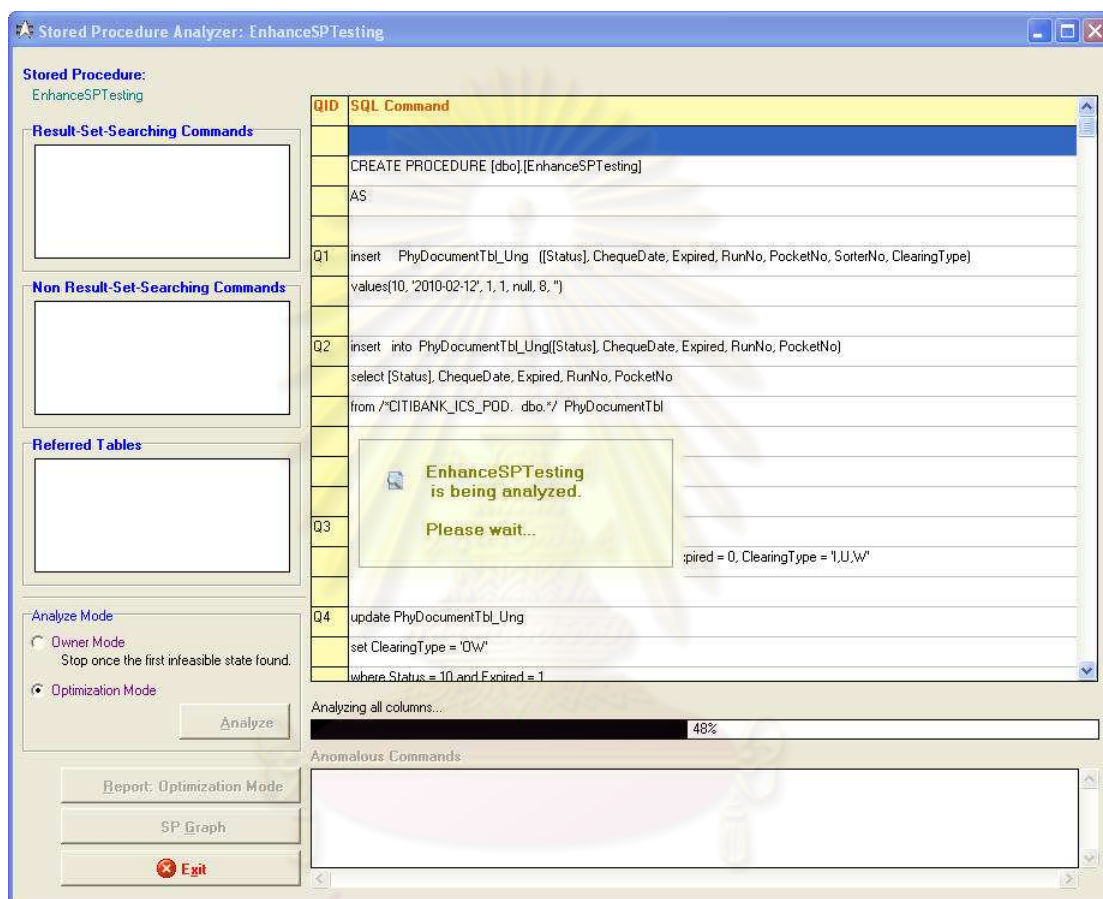 Stored Procedure Analyzer: EnhanceSPTesting
Stored Procedure:
EnhanceSPTesting
Result-Set-Searching Commands
Non Result-Set-Searching Commands
Referred Tables
Analyze Mode
Owner Mode
Stop once the first infeasible state found.
Optimization Mode
Analyze
Report: Optimization Mode
SP Graph
Exit
QID SQL Command
CREATE PROCEDURE [dbo].[EnhanceSPTesting]
AS
Q1 insert PhyDocumentTbl_Ung ([Status], ChequeDate, Expired, RunNo, PocketNo, SorterNo, ClearingType)
values(10, '2010-02-12', 1, 1, null, 8, '')
Q2 insert into PhyDocumentTbl_Ung([Status], ChequeDate, Expired, RunNo, PocketNo)
select [Status], ChequeDate, Expired, RunNo, PocketNo
from /*CITIBANK_ICS_POD. dbo.*/ PhyDocumentTbl
EnhanceSPTesting
is being analyzed.
Please wait...
Q3
pired = 0, ClearingType = 'I,U,W'
Q4 update PhyDocumentTbl_Ung
set ClearingType = 'OW'
where Status = 10 and Expired = 1
Analyzing all columns...
48%
Anomalous Commands